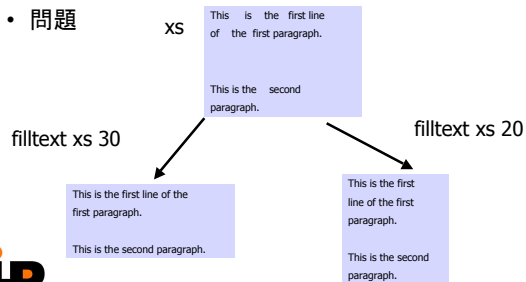 • 問題
xs
This is the first line
of the first paragraph.
This is the second
paragraph.
filltext xs 30
filltext xs 20
This is the first line of the
first paragraph.
This is the second paragraph.
This is the first
line of the first
paragraph.
This is the second
paragraph.